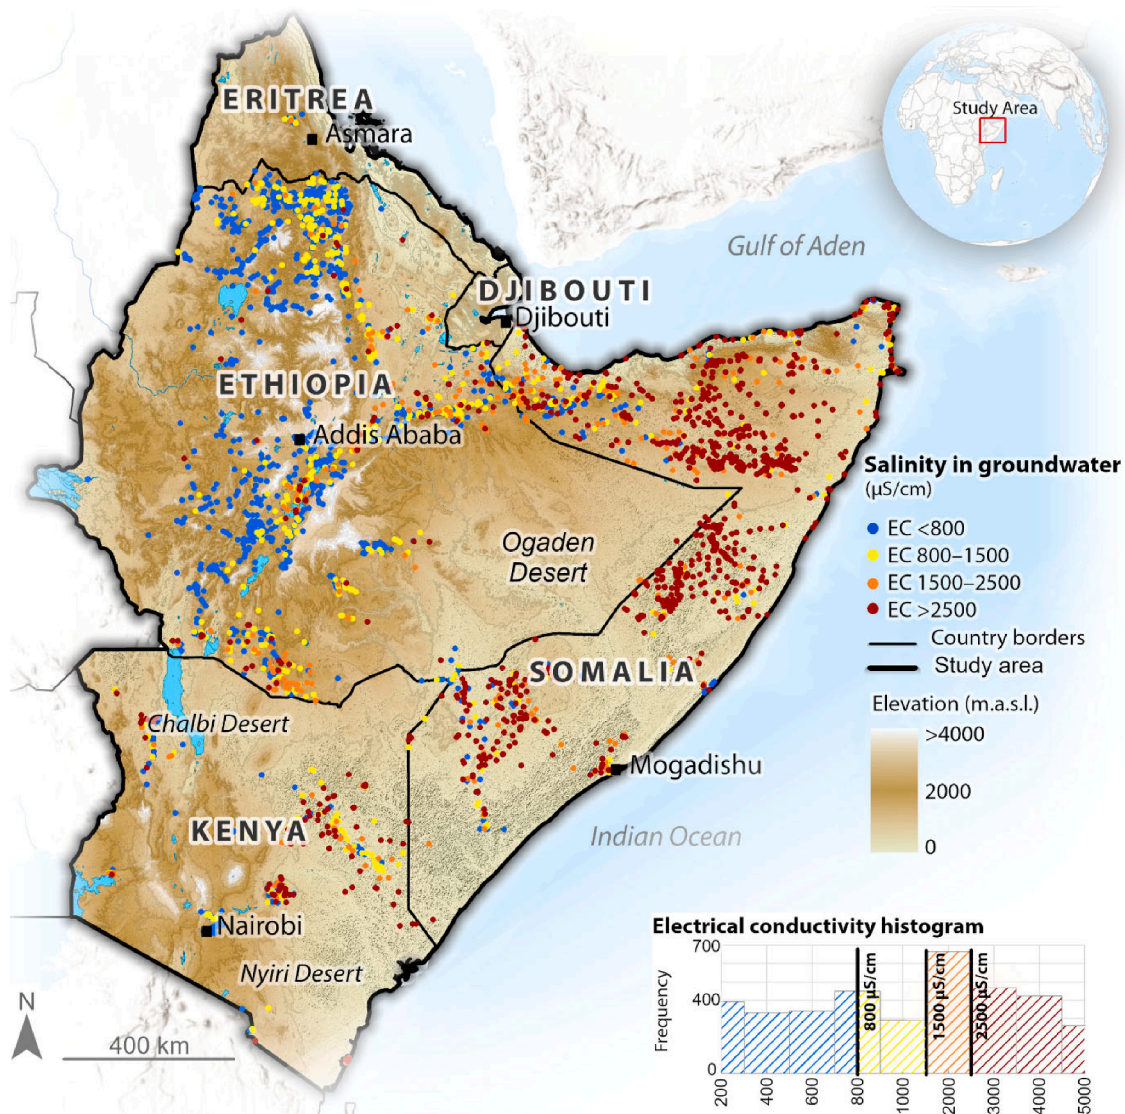 ERITREA
Asmara
Study Area
Gulf of Aden
DJIBOUTI
Djibouti
ETHIOPIA
Addis Ababa
Ogaden
Desert
SOMALIA
Chalbi Desert
Mogadishu
KENYA
Indian Ocean
Nairobi
Nyiri Desert
N
400 km
Salinity in groundwater
(µS/cm)
EC <800
EC 800–1500
EC 1500–2500
EC >2500
Country borders
Study area
Elevation (m.a.s.l.)
>4000
2000
0
Electrical conductivity histogram
Frequency
700
400
0
800 µS/cm
1500 µS/cm
2500 µS/cm
200
400
600
800
1000
2000
3000
4000
5000